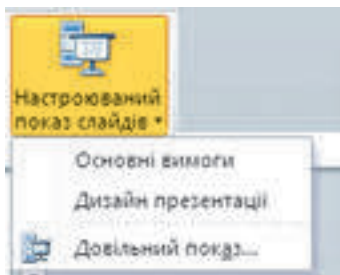 Настроюваний
показ слайдів
Основні вимоги
Дизайн презентації
Довільний показ...